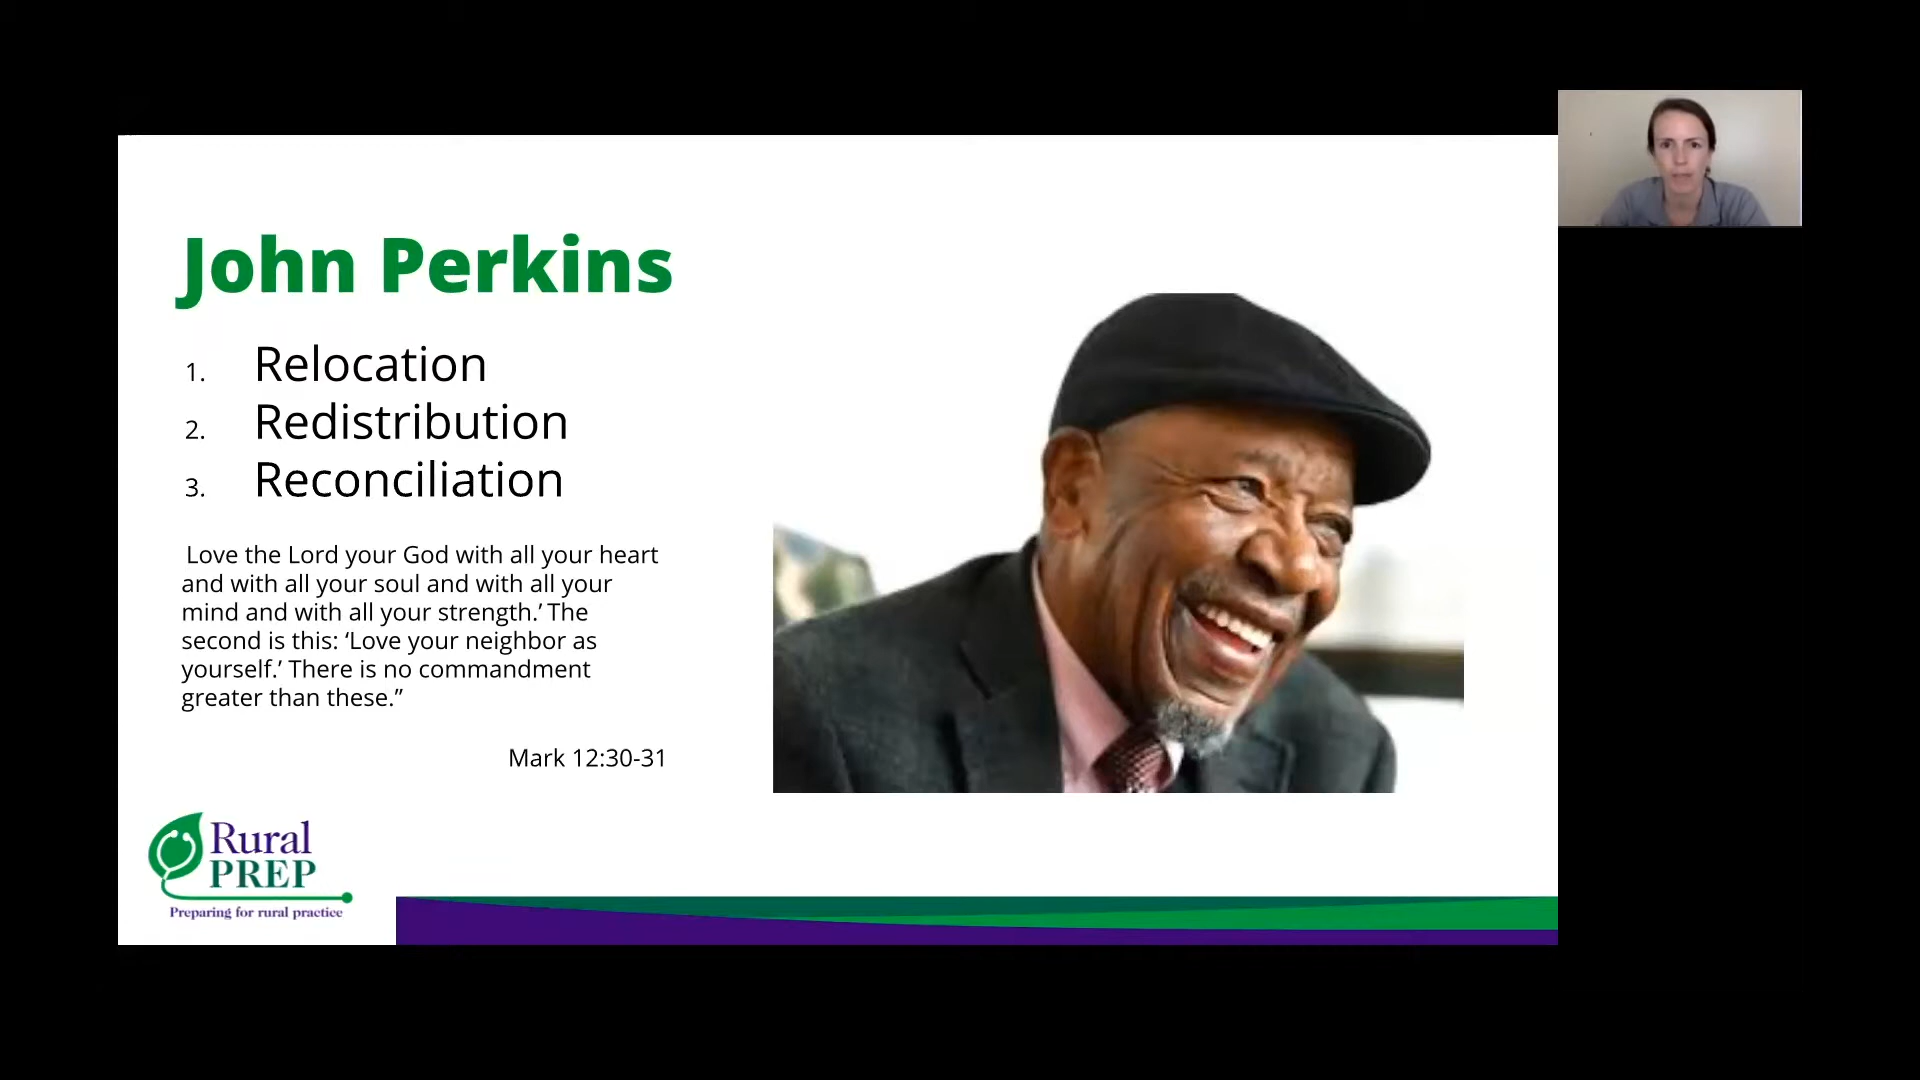 John Perkins
1. Relocation
2. Redistribution
3. Reconciliation
Love the Lord your God with all your heart
and with all your soul and with all your
mind and with all your strength.’ The
second is this: ‘Love your neighbor as
yourself.’ There is no commandment
greater than these.”
Mark 12:30-31
Rural
PREP
Preparing for rural practice